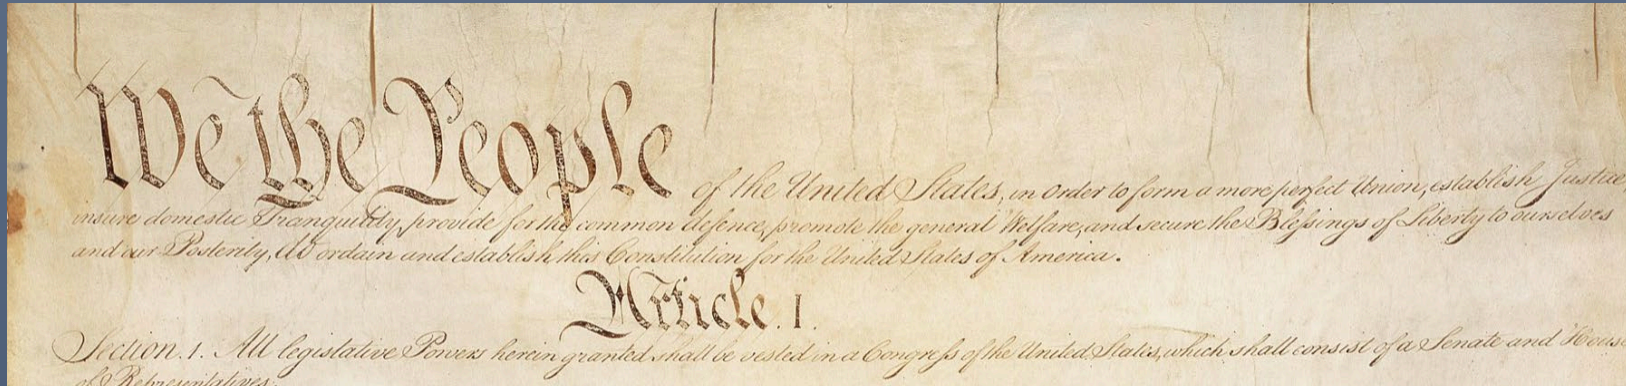 We the People of the United States, in Order to form a more perfect Union, establish Justice,
insure domestic Tranquility, provide for the common defence, promote the general Welfare, and secure the Blessings of Liberty to ourselves
and our Posterity, do ordain and establish this Constitution for the United States of America.
Article. I.
Section. 1. All legislative Powers herein granted shall be vested in a Congress of the United States, which shall consist of a Senate and House
of Representatives.